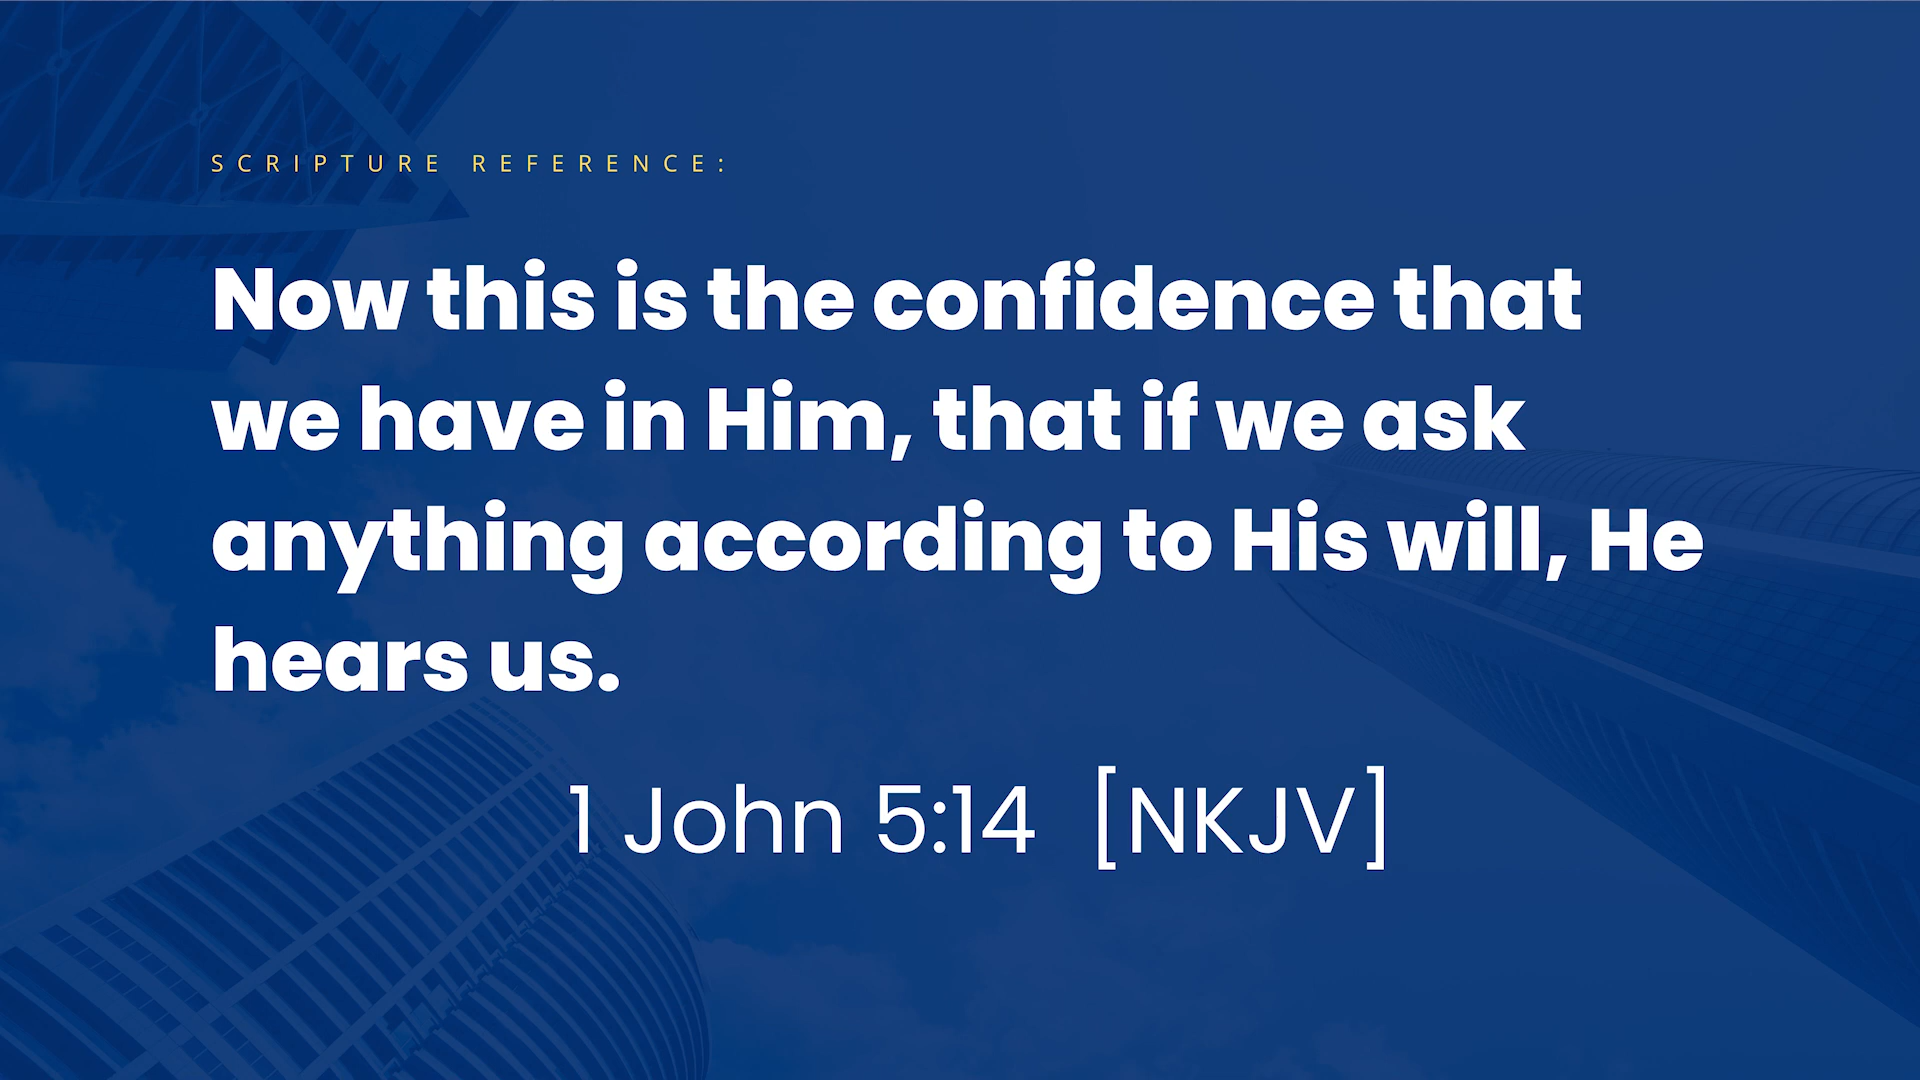 SCRIPTURE REFERENCE:
Now this is the confidence that
we have in Him, that if we ask
anything according to His will, He
hears us.
1 John 5:14 [NKJV]